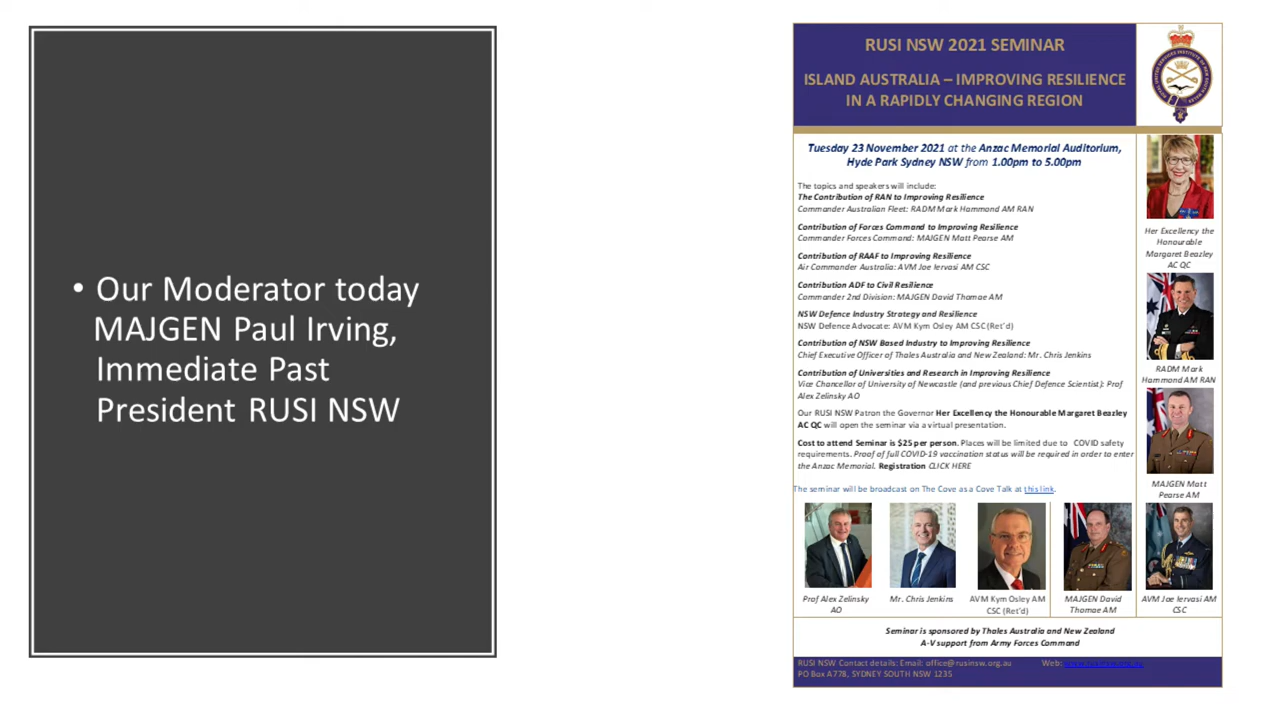 • Our Moderator today
MAJGEN Paul Irving,
Immediate Past
President RUSI NSW
RUSI NSW 2021 SEMINAR
ISLAND AUSTRALIA – IMPROVING RESILIENCE
IN A RAPIDLY CHANGING REGION
Tuesday 23 November 2021 at the Anzac Memorial Auditorium,
Hyde Park Sydney NSW from 1.00pm to 5.00pm
The topics and speakers will include:
The Contribution of RAN to Improving Resilience
Commander Australian Fleet: RADM Mark Hammond AM RAN
Contribution of Forces Command to Improving Resilience
Commander Forces Command: MAJGEN Matt Pearse AM
Contribution of RAAF to Improving Resilience
Air Commander Australia: AVM Joe Iervasi AM CSC
Contribution ADF to Civil Resilience
Commander 2nd Division: MAJGEN David Thomae AM
NSW Defence Industry Strategy and Resilience
NSW Defence Advocate: AVM Kym Osley AM CSC (Ret'd)
Contribution of NSW Based Industry to Improving Resilience
Chief Executive Officer of Thales Australia and New Zealand: Mr. Chris Jenkins
Contribution of Universities and Research in Improving Resilience
Vice Chancellor of University of Newcastle (and previous Chief Defence Scientist): Prof
Alex Zelinsky AO
Our RUSI NSW Patron the Governor Her Excellency the Honourable Margaret Beazley
AC QC will open the seminar via a virtual presentation.
Cost to attend Seminar is $25 per person. Places will be limited due to COVID safety
requirements. Proof of full COVID-19 vaccination status will be required in order to enter
the Anzac Memorial. Registration CLICK HERE
The seminar will be broadcast on The Cove as a Cove Talk at this link.
Her Excellency the
Honourable
Margaret Beazley
AC QC
RADM Mark
Hammond AM RAN
MAJGEN Matt
Pearse AM
Prof Alex Zelinsky
AO
Mr. Chris Jenkins
AVM Kym Osley AM
CSC (Ret'd)
MAJGEN David
Thomae AM
AVM Joe Iervasi AM
CSC
Seminar is sponsored by Thales Australia and New Zealand
A-V support from Army Forces Command
RUSI NSW Contact details: Email: office@rusinsw.org.au Web:
PO Box A778, SYDNEY SOUTH NSW 1235